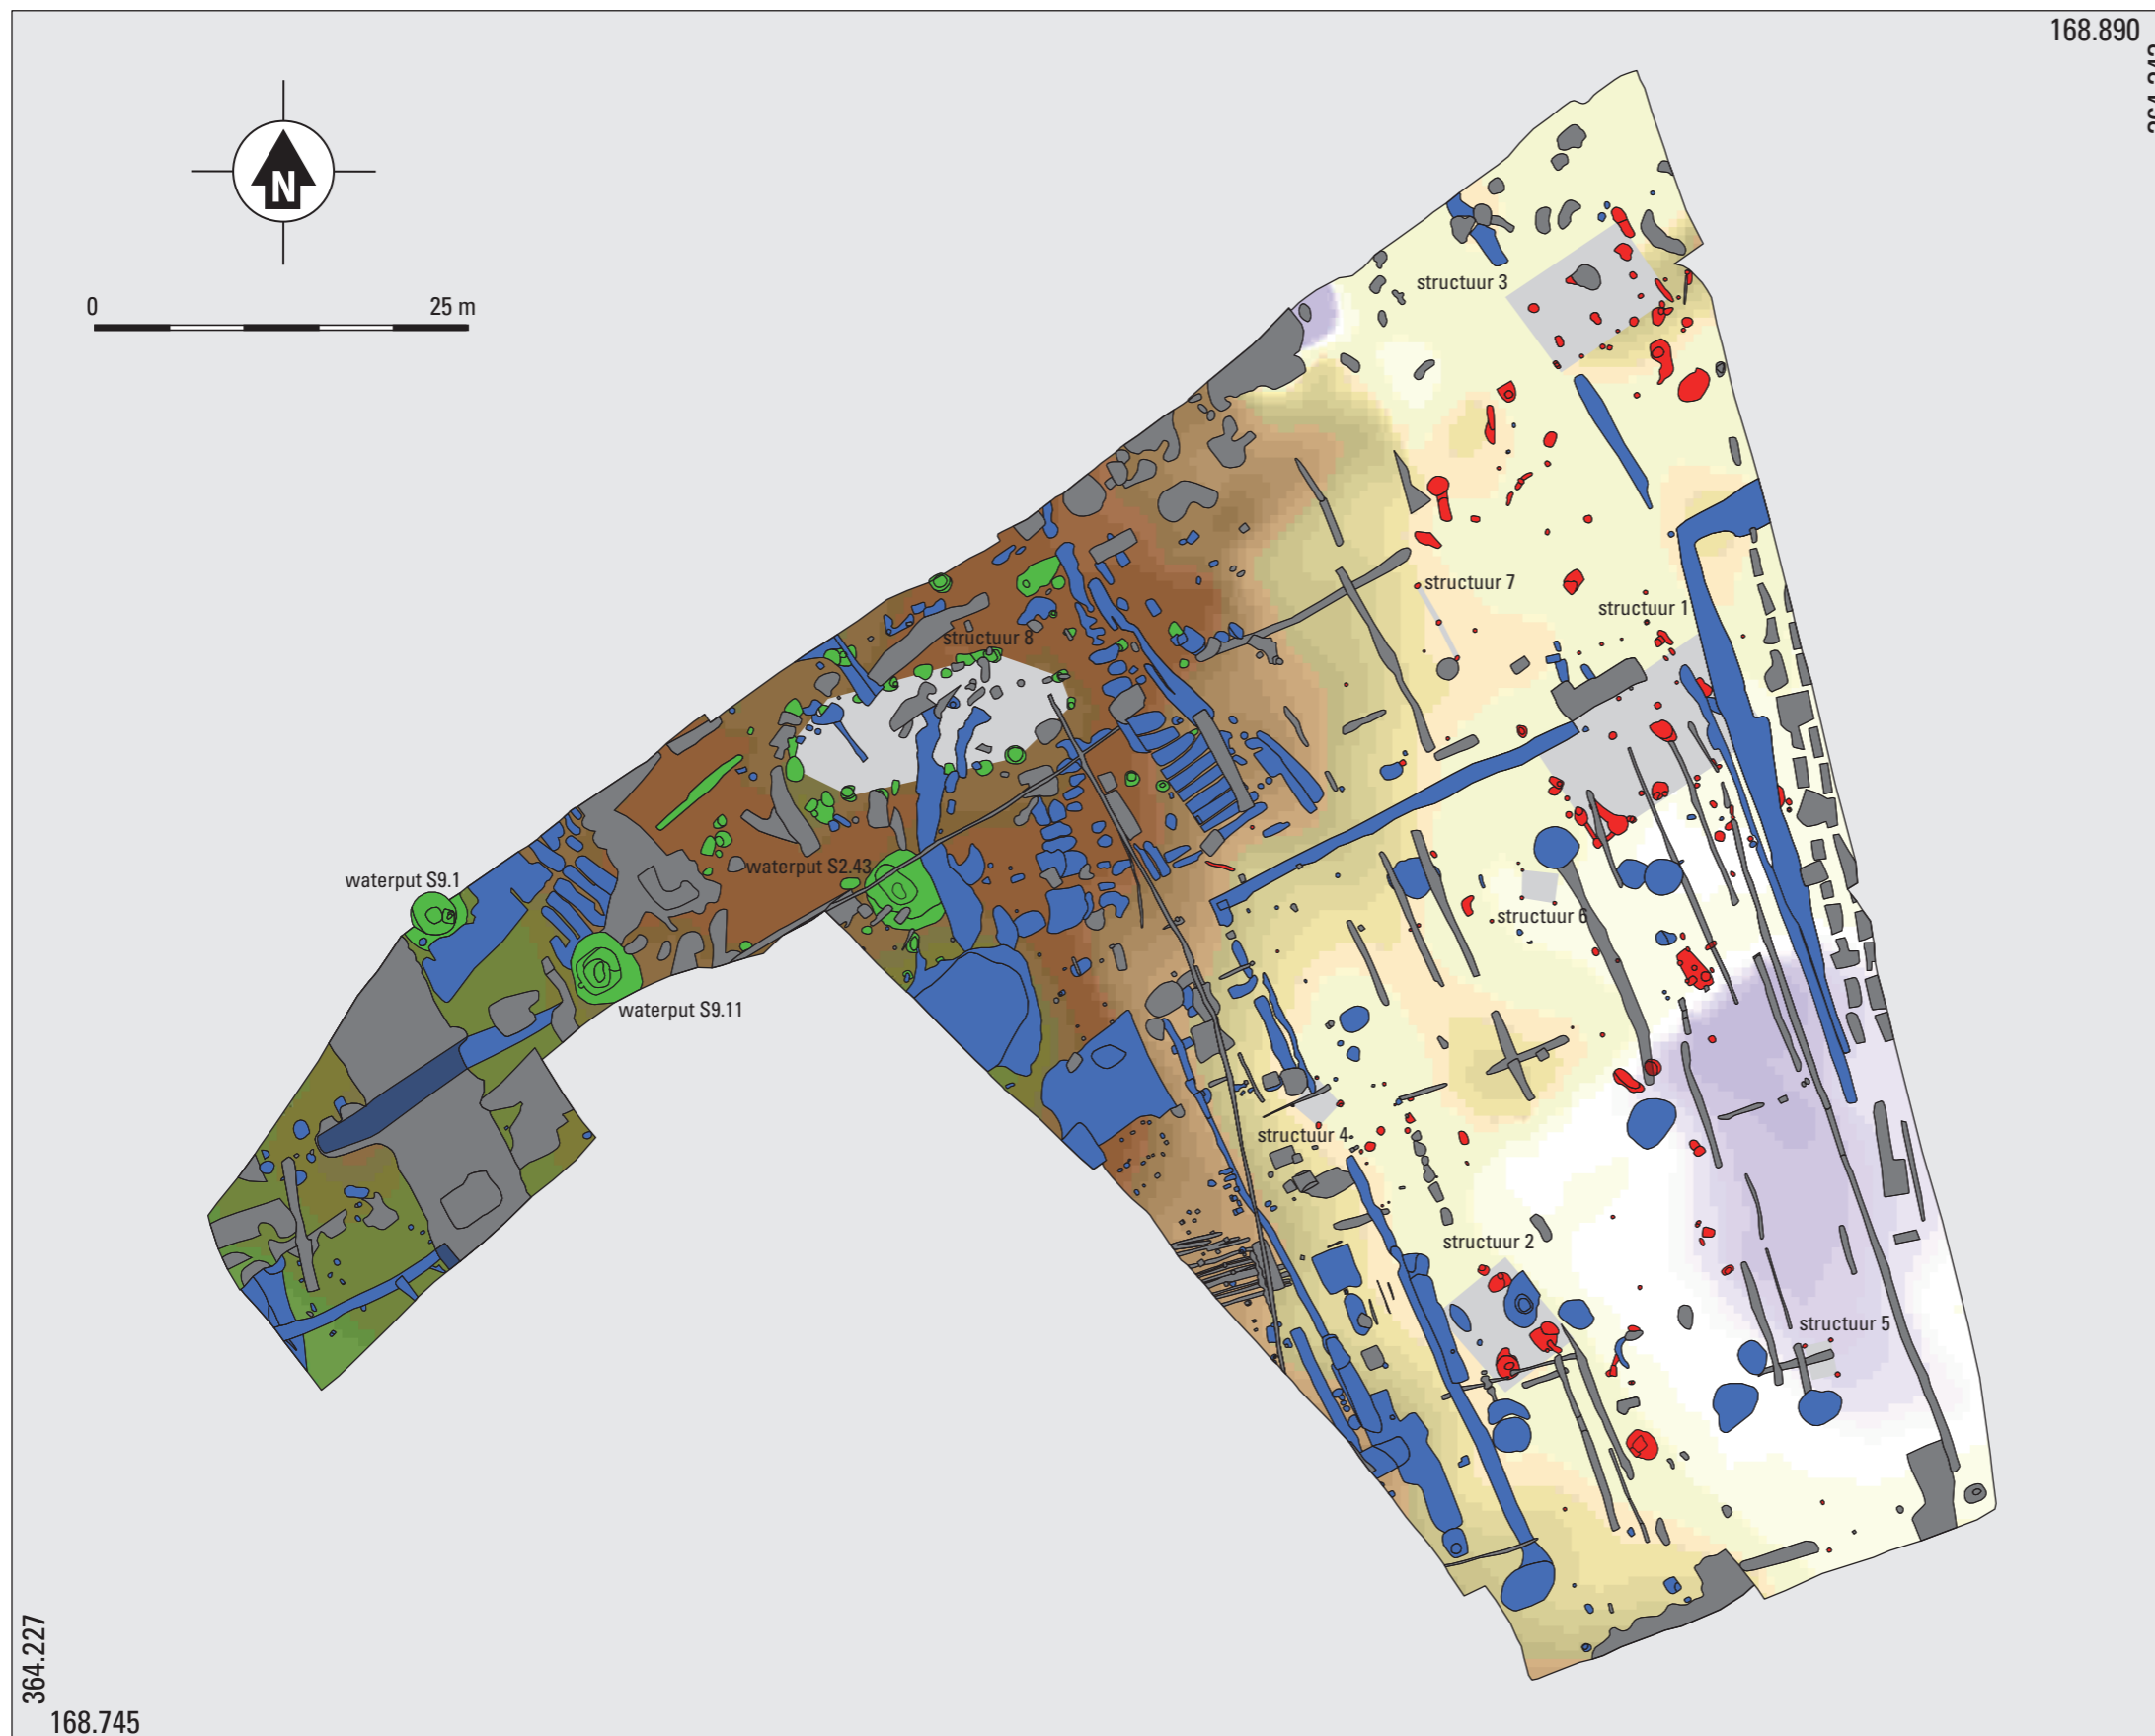 168.890
N
0 25 m
structuur 3
structuur 7
structuur 1
structuur 8
waterput S2.43
waterput S9.1
structuur 6
waterput S9.11
structuur 4
structuur 2
structuur 5
364.227
168.745